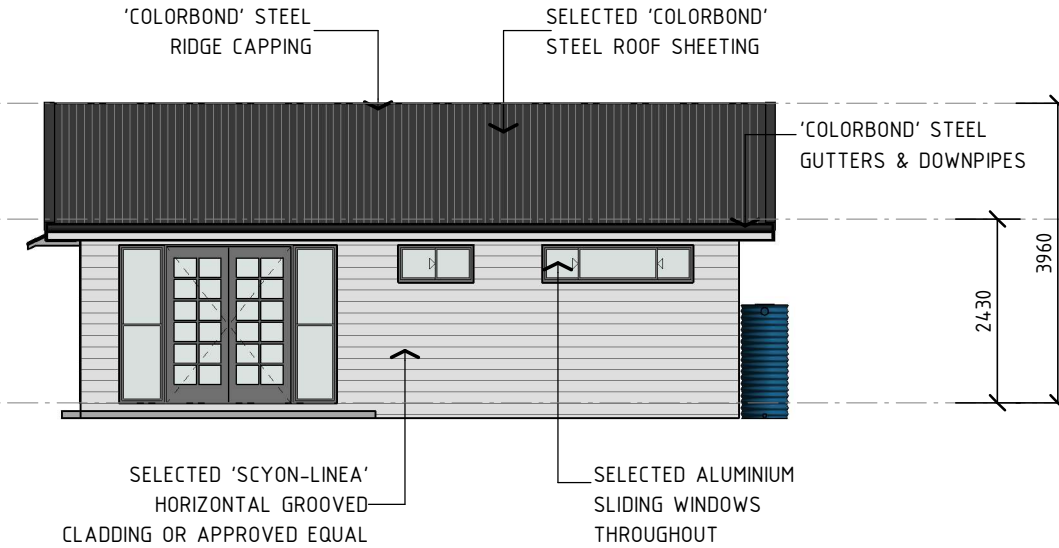 'COLORBOND' STEEL
RIDGE CAPPING
SELECTED 'COLORBOND'
STEEL ROOF SHEETING
'COLORBOND' STEEL
GUTTERS & DOWNPIPES
3960
2430
SELECTED 'SCYON-LINEA'
HORIZONTAL GROOVED
CLADDING OR APPROVED EQUAL
SELECTED ALUMINIUM
SLIDING WINDOWS
THROUGHOUT